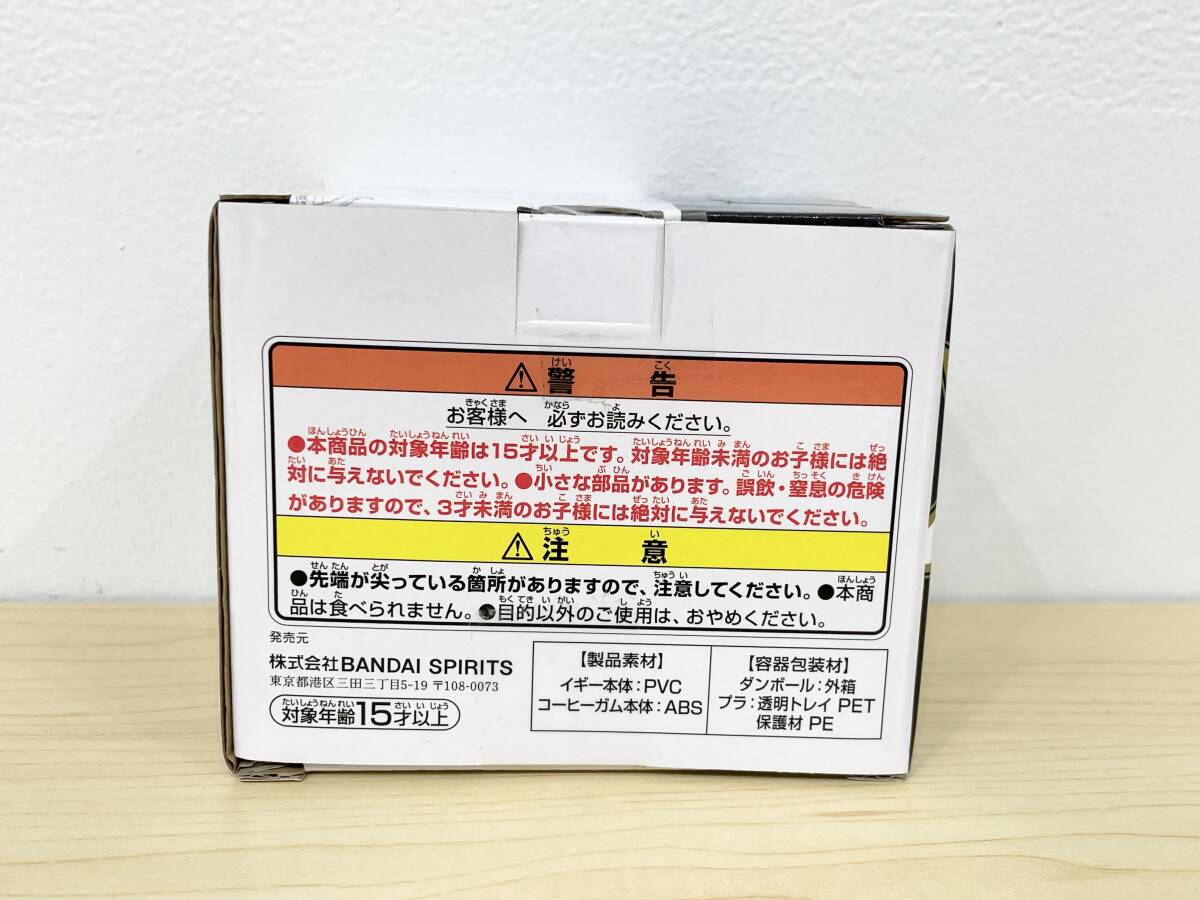 ⚠警告
お客様へ 必ずお読みください。
●本商品の対象年齢は15才以上です。対象年齢未満のお子様には絶
対に与えないでください。●小さな部品があります。誤飲・窒息の危険
がありますので、3才未満のお子様には絶対に与えないでください。
⚠注意
●先端が尖っている箇所がありますので、注意してください。●本商
品は食べられません。●目的以外のご使用は、おやめください。
発売元
株式会社BANDAI SPIRITS
東京都港区三田三丁目5-19 〒108-0073
対象年齢15才以上
【製品素材】
イギー本体:PVC
コーヒーガム本体:ABS
【容器包装材】
ダンボール:外箱
プラ:透明トレイ PET
保護材 PE